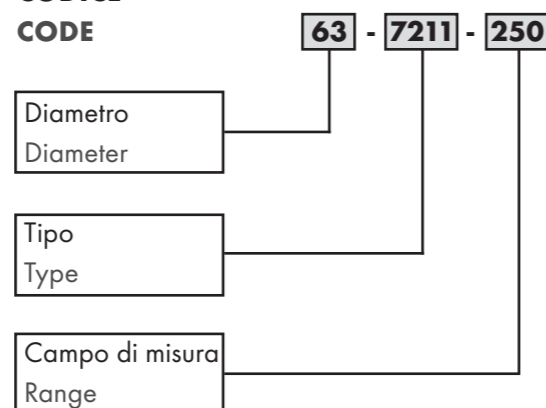 CODE 63 - 7211 - 250
Diametro
Diameter
Tipo
Type
Campo di misura
Range